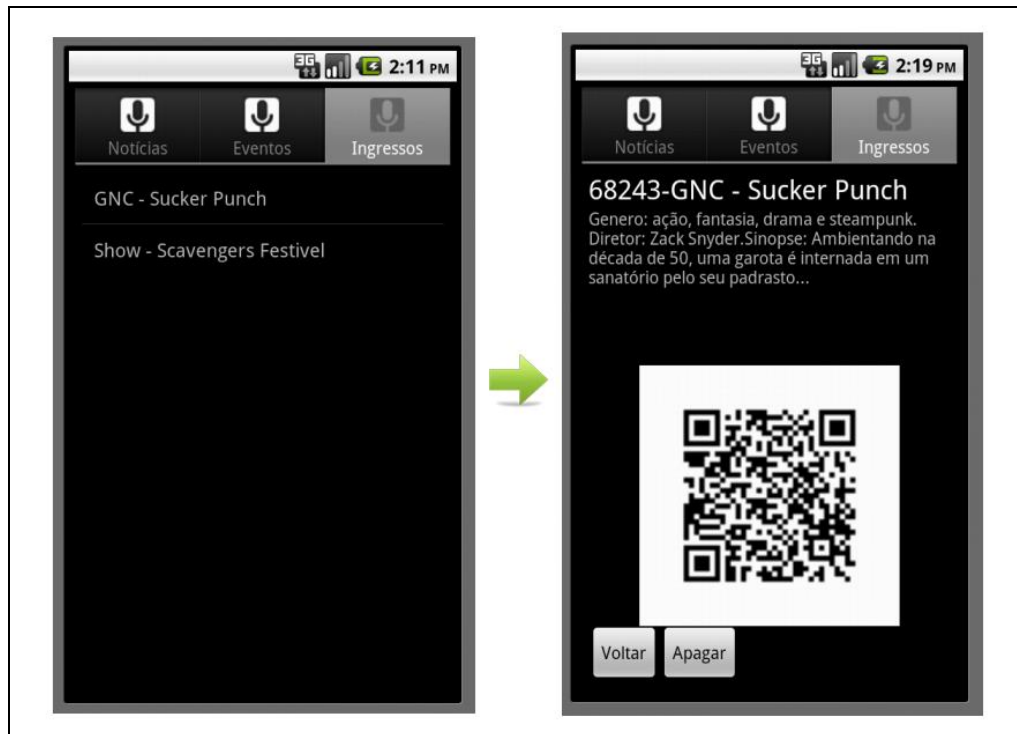 3G 2:11 PM
Notícias Eventos Ingressos
GNC - Sucker Punch
Show - Scavengers Festivel
3G 2:19 PM
Notícias Eventos Ingressos
68243-GNC - Sucker Punch
Genero: ação, fantasia, drama e steampunk.
Diretor: Zack Snyder.Sinopse: Ambientando na
década de 50, uma garota é internada em um
sanatório pelo seu padrasto...
Voltar Apagar